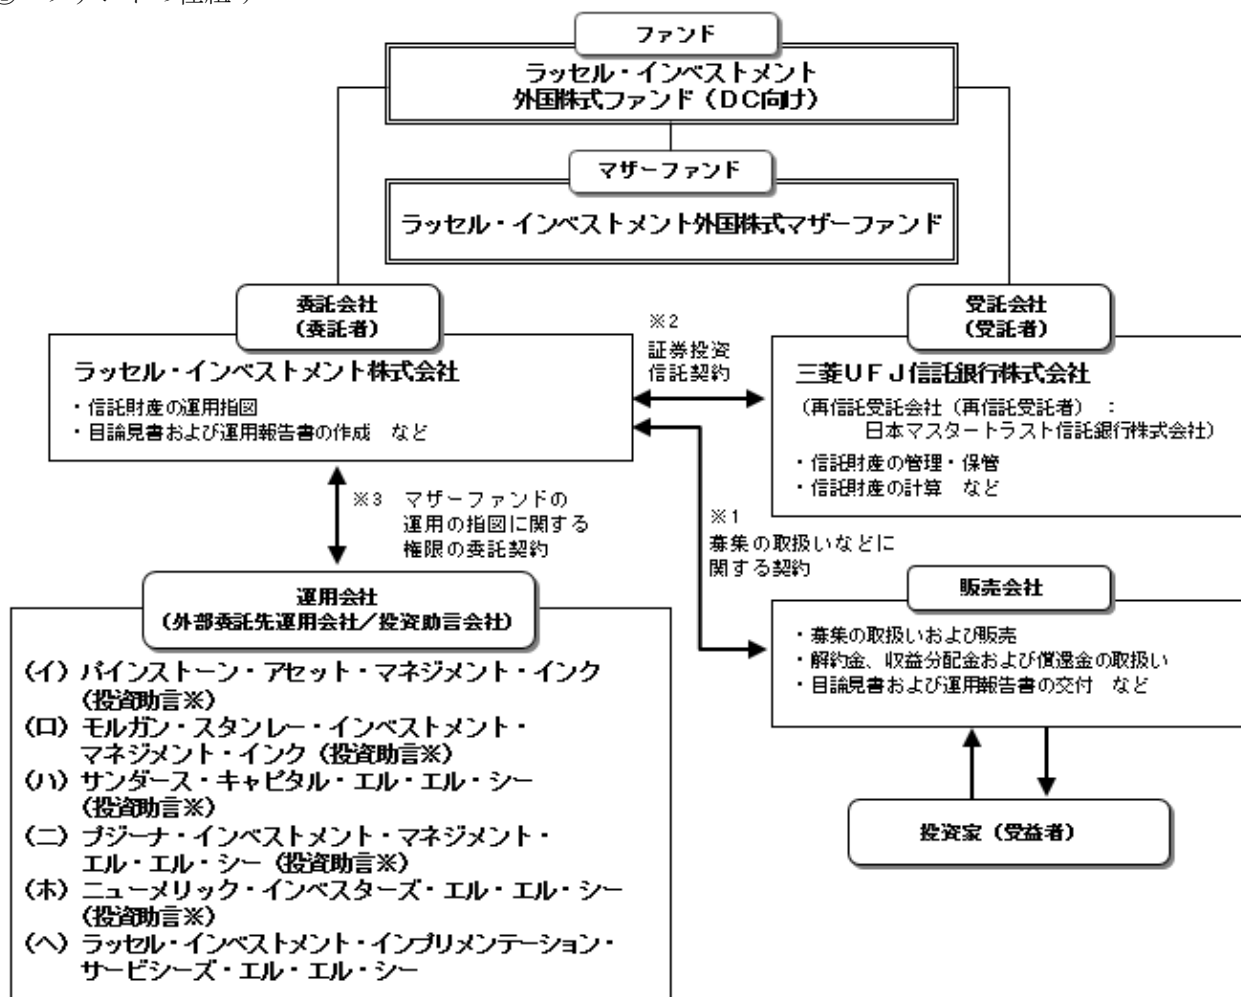 ファンド
ラッセル・インベストメント
外国株式ファンド（ＤＣ向け）
マザーファンド
ラッセル・インベストメント外国株式マザーファンド
委託会社
（委託者）
ラッセル・インベストメント株式会社
・信託財産の運用指図
・目論見書および運用報告書の作成　など
※2
証券投資
信託契約
受託会社
（受託者）
三菱ＵＦＪ信託銀行株式会社
（再信託受託会社（再信託受託者）：
日本マスタートラスト信託銀行株式会社）
・信託財産の管理・保管
・信託財産の計算　など
※3　マザーファンドの
運用の指図に関する
権限の委託契約
※1
募集の取扱いなどに
関する契約
運用会社
（外部委託先運用会社／投資助言会社）
（イ）パインストーン・アセット・マネジメント・インク
（投資助言※）
（ロ）モルガン・スタンレー・インベストメント・
マネジメント・インク（投資助言※）
（ハ）サンダース・キャピタル・エル・エル・シー
（投資助言※）
（ニ）プジーナ・インベストメント・マネジメント・
エル・エル・シー（投資助言※）
（ホ）ニューメリック・インベスターズ・エル・エル・シー
（投資助言※）
（ヘ）ラッセル・インベストメント・インプリメンテーション・
サービシーズ・エル・エル・シー
販売会社
・募集の取扱いおよび販売
・解約金、収益分配金および償還金の取扱い
・目論見書および運用報告書の交付　など
投資家（受益者）